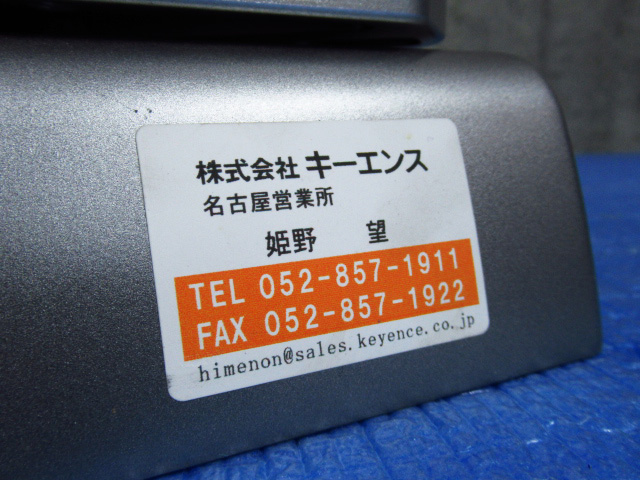 株式会社 キーエンス
名古屋営業所
姫野 望
TEL 052-857-1911
FAX 052-857-1922
himenon@sales.keyence.co.jp